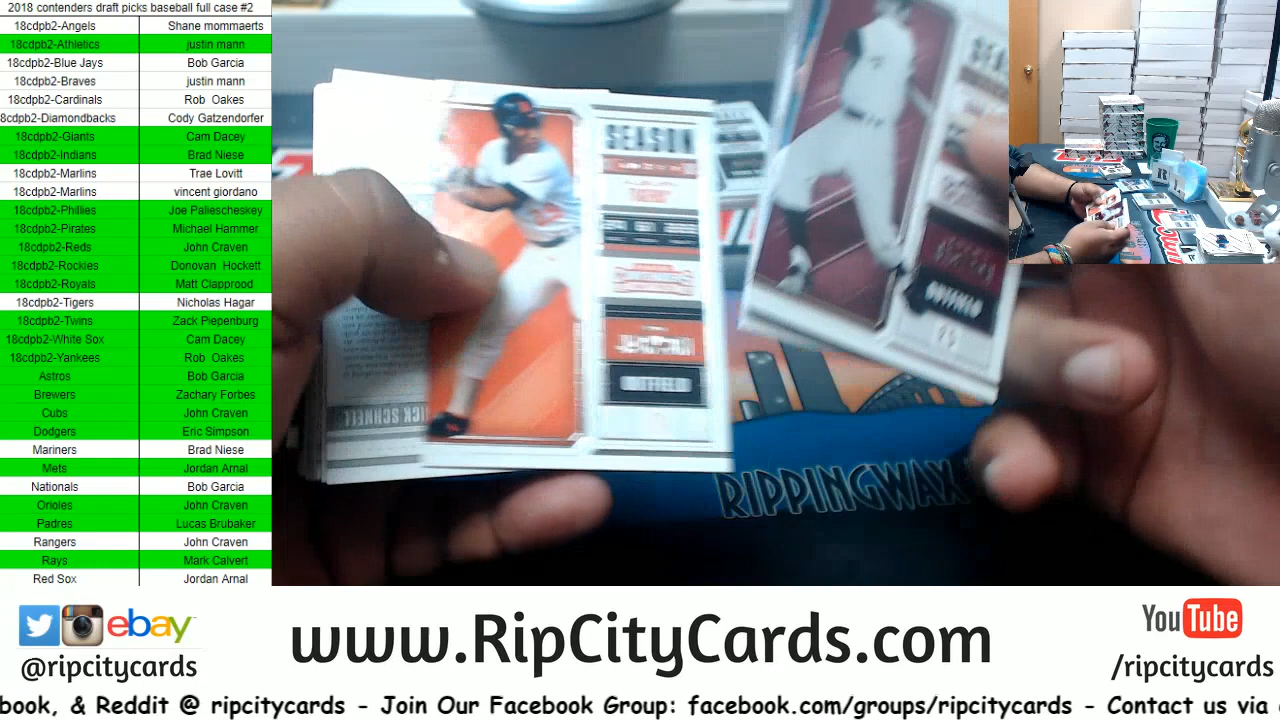 2018 contenders draft picks baseball full case #2
18cdpb2-Angels Shane mommaerts
18cdpb2-Athletics justin mann
18cdpb2-Blue Jays Bob Garcia
18cdpb2-Braves justin mann
18cdpb2-Cardinals Rob Oakes
8cdpb2-Diamondbacks Cody Gatzendorfer
18cdpb2-Giants Cam Dacey
18cdpb2-Indians Brad Niese
18cdpb2-Marlins Trae Lovitt
18cdpb2-Marlins vincent giordano
18cdpb2-Phillies Joe Paliescheskey
18cdpb2-Pirates Michael Hammer
18cdpb2-Reds John Craven
18cdpb2-Rockies Donovan Hockett
18cdpb2-Royals Matt Clapprood
18cdpb2-Tigers Nicholas Hagar
18cdpb2-Twins Zack Piepenburg
18cdpb2-White Sox Cam Dacey
18cdpb2-Yankees Rob Oakes
Astros Bob Garcia
Brewers Zachary Forbes
Cubs John Craven
Dodgers Eric Simpson
Mariners Brad Niese
Mets Jordan Arnal
Nationals Bob Garcia
Orioles John Craven
Padres Lucas Brubaker
Rangers John Craven
Rays Mark Calvert
Red Sox Jordan Arnal
SEASON
INFIELD
RIPPINGWAX
ebay
@ripcitycards
www.RipCityCards.com
YouTube
/ripcitycards
book, & Reddit @ ripcitycards - Join Our Facebook Group: facebook.com/groups/ripcitycards - Contact us via